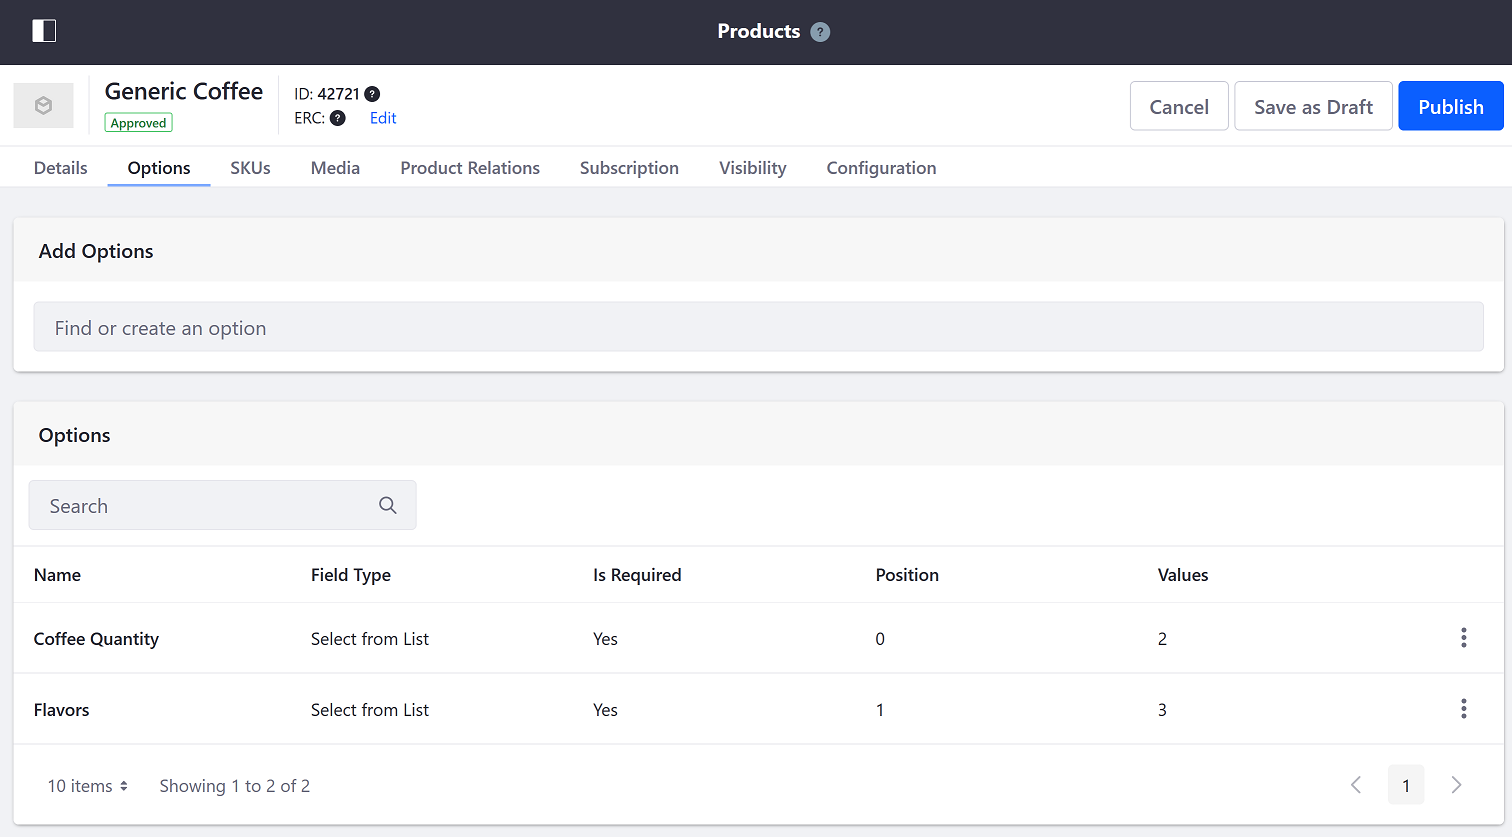 Products ?
Generic Coffee
Approved
ID: 42721 ?
ERC: ? Edit
Cancel Save as Draft Publish
Details Options SKUs Media Product Relations Subscription Visibility Configuration
Add Options
Find or create an option
Options
Search
Name Field Type Is Required Position Values
Coffee Quantity Select from List Yes 0 2
Flavors Select from List Yes 1 3
10 items Showing 1 to 2 of 2 1